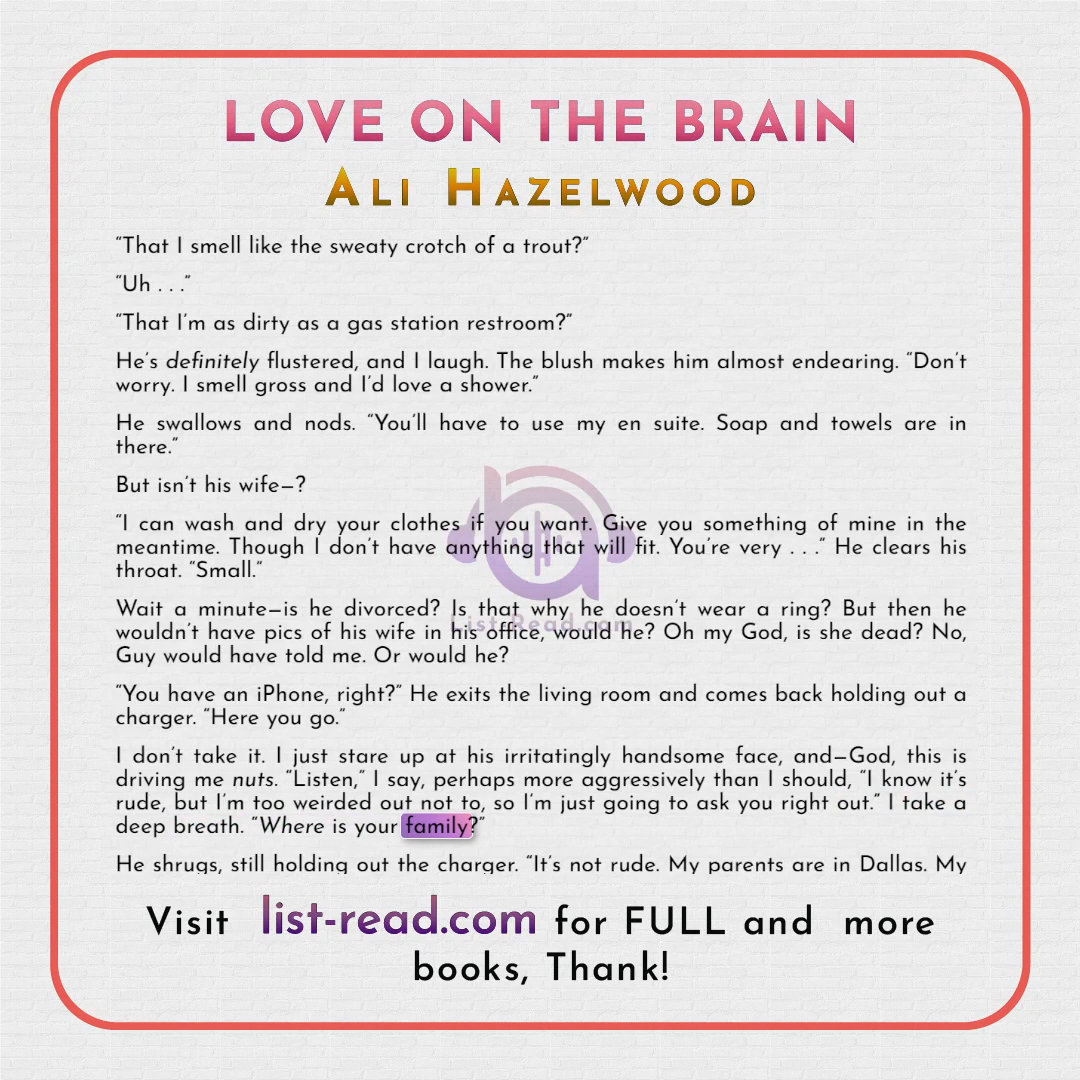 LOVE ON THE BRAIN
ALI HAZELWOOD
“That I smell like the sweaty crotch of a trout?”
“Uh . . .”
“That I’m as dirty as a gas station restroom?”
He’s definitely flustered, and I laugh. The blush makes him almost endearing. “Don’t
worry. I smell gross and I’d love a shower.”
He swallows and nods. “You’ll have to use my en suite. Soap and towels are in
there.”
But isn’t his wife—?
“I can wash and dry your clothes if you want. Give you something of mine in the
meantime. Though I don’t have anything that will fit. You’re very . . .” He clears his
throat. “Small.”
Wait a minute—is he divorced? Is that why he doesn’t wear a ring? But then he
wouldn’t have pics of his wife in his office, would he? Oh my God, is she dead? No,
Guy would have told me. Or would he?
“You have an iPhone, right?” He exits the living room and comes back holding out a
charger. “Here you go.”
I don’t take it. I just stare up at his irritatingly handsome face, and—God, this is
driving me nuts. “Listen,” I say, perhaps more aggressively than I should, “I know it’s
rude, but I’m too weirded out not to, so I’m just going to ask you right out.” I take a
deep breath. “Where is your family?”
He shrugs, still holding out the charger. “It’s not rude. My parents are in Dallas. My
List-Read.com
Visit list-read.com for FULL and more
books, Thank!